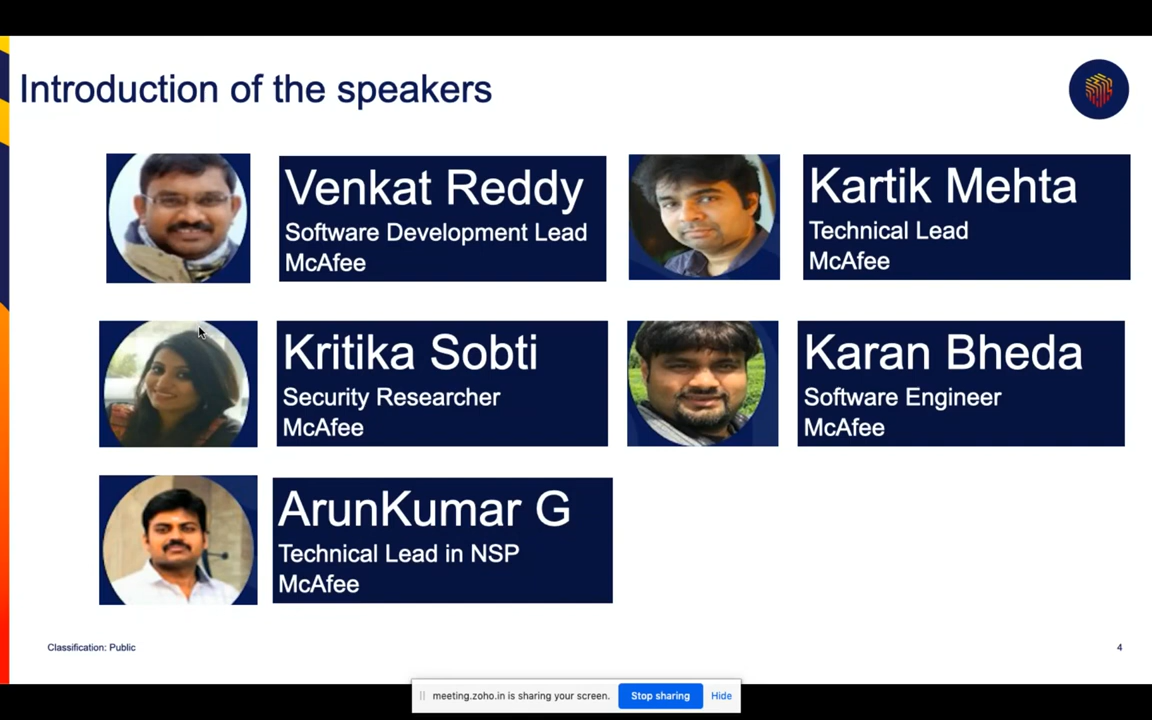 Introduction of the speakers
Venkat Reddy
Software Development Lead
McAfee
Kartik Mehta
Technical Lead
McAfee
Kritika Sobti
Security Researcher
McAfee
Karan Bheda
Software Engineer
McAfee
ArunKumar G
Technical Lead in NSP
McAfee
Classification: Public
4
meeting.zoho.in is sharing your screen.
Stop sharing
Hide